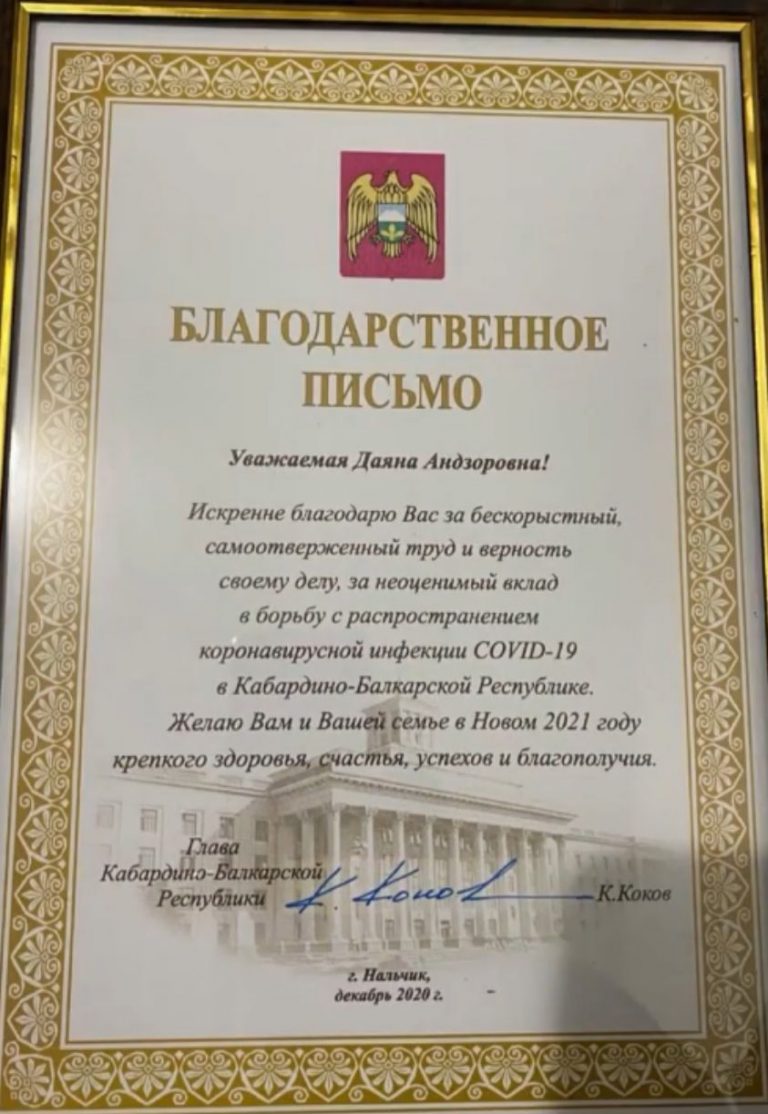 БЛАГОДАРСТВЕННОЕ
ПИСЬМО
Уважаемая Даяна Андзоровна!
Искренне благодарю Вас за бескорыстный,
самоотверженный труд и верность
своему делу, за неоценимый вклад
в борьбу с распространением
коронавирусной инфекции COVID-19
в Кабардино-Балкарской Республике.
Желаю Вам и Вашей семье в Новом 2021 году
крепкого здоровья, счастья, успехов и благополучия.
Глава
Кабардино-Балкарской
Республики К. Коков К.Коков
г. Нальчик,
декабрь 2020 г.